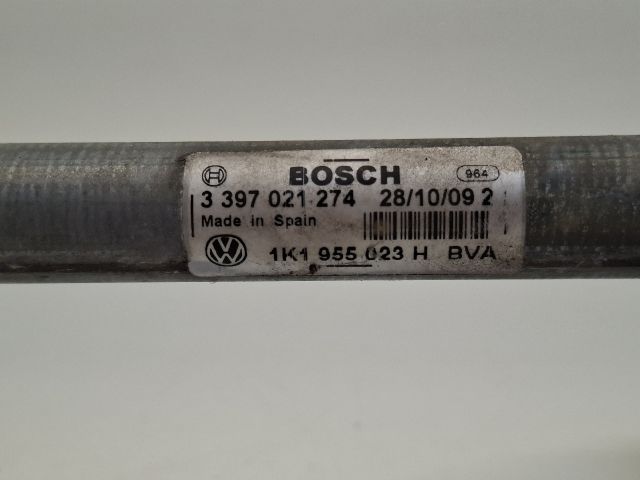 BOSCH 964
3 397 021 274 28/10/09 2
Made in Spain
1K1 955 023 H BVA